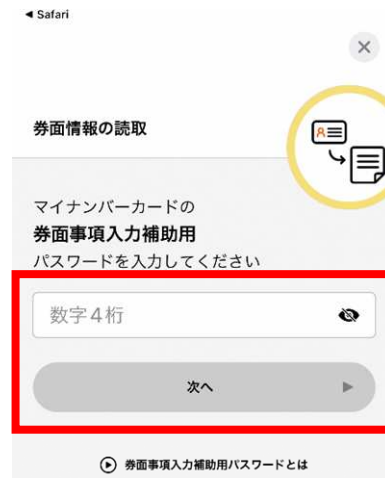 ◀ Safari
券面情報の読取
マイナンバーカードの
券面事項入力補助用
パスワードを入力してください
数字4桁
次へ
券面事項入力補助用パスワードとは